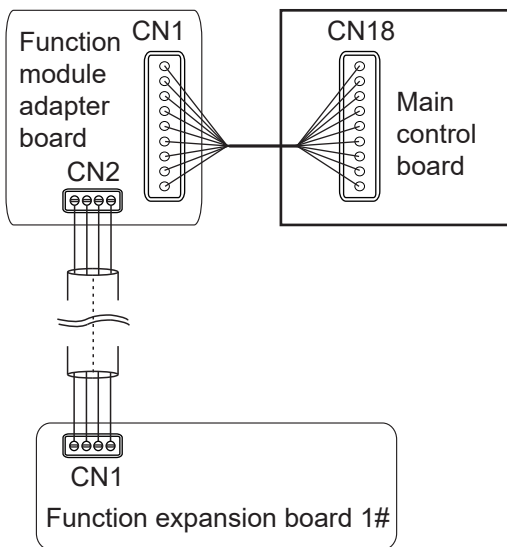 Function
module
adapter
board
CN1
CN18
Main
control
board
CN2
CN1
Function expansion board 1#